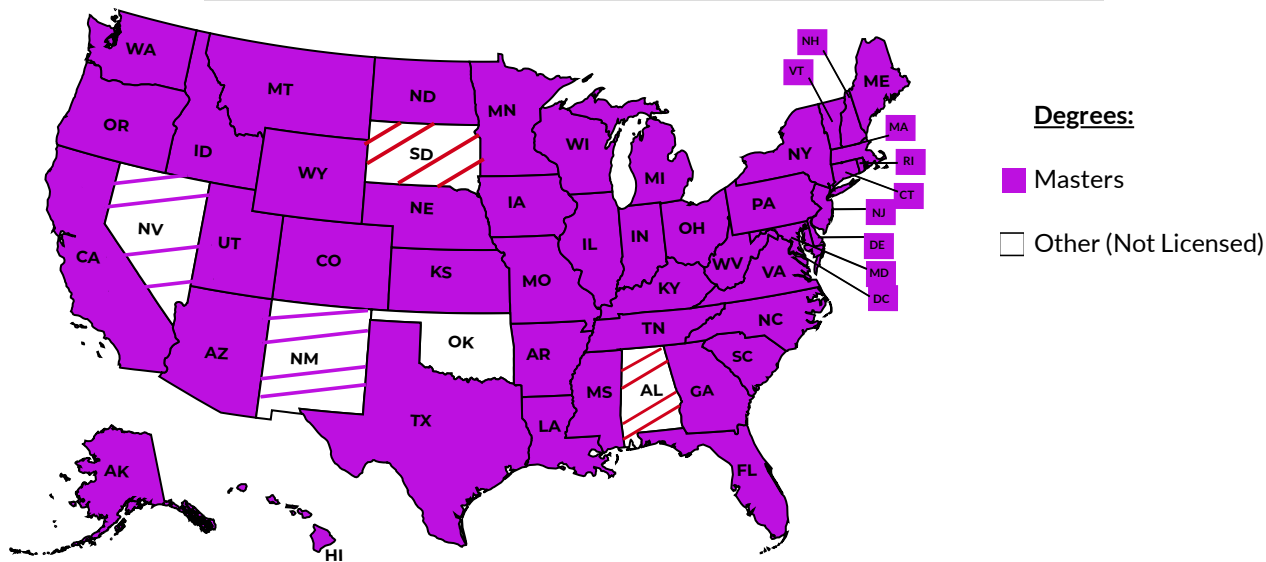 WA
MT
ND
MN
OR
ID
WY
SD
WI
MI
NY
ME
NH
VT
MA
RI
CT
NJ
DE
MD
DC
NV
UT
CA
CO
NE
IA
KS
MO
IL
IN
OH
PA
WV
VA
KY
AZ
NM
OK
AR
TN
NC
SC
MS
AL
GA
TX
LA
FL
AK
HI
Degrees:
Masters
Other (Not Licensed)